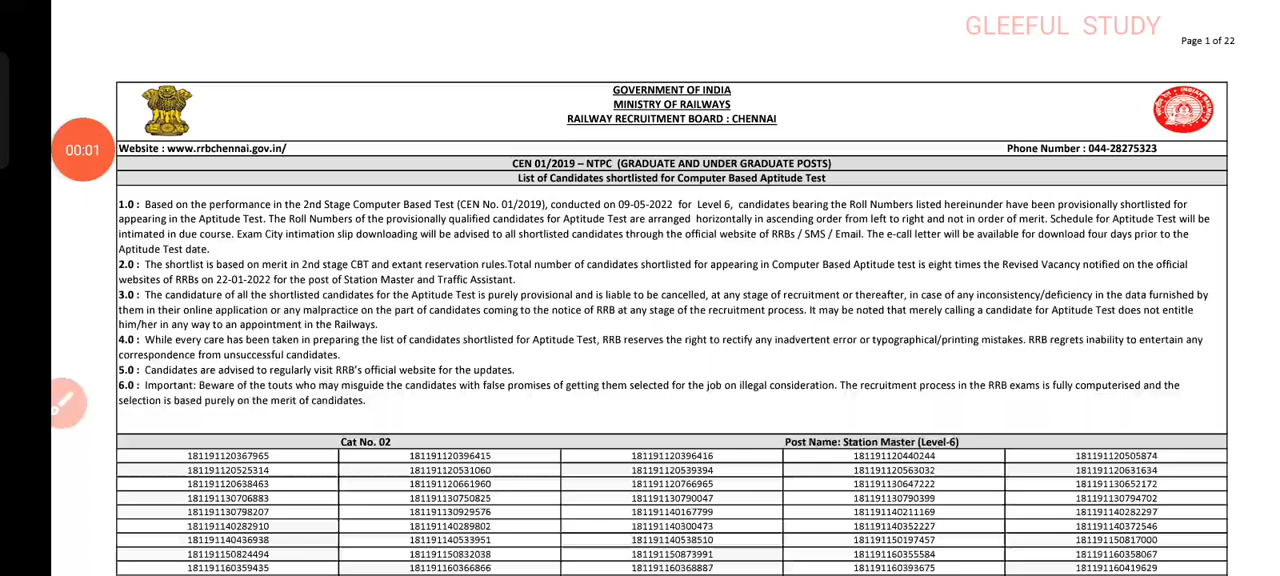 GLEEFUL STUDY
Page 1 of 22
GOVERNMENT OF INDIA
MINISTRY OF RAILWAYS
RAILWAY RECRUITMENT BOARD : CHENNAI
00:01
Website : www.rrbchennai.gov.in/ Phone Number : 044-28275323
CEN 01/2019 – NTPC (GRADUATE AND UNDER GRADUATE POSTS)
List of Candidates shortlisted for Computer Based Aptitude Test
1.0 : Based on the performance in the 2nd Stage Computer Based Test (CEN No. 01/2019), conducted on 09-05-2022 for Level 6, candidates bearing the Roll Numbers listed hereinunder have been provisionally shortlisted for
appearing in the Aptitude Test. The Roll Numbers of the provisionally qualified candidates for Aptitude Test are arranged horizontally in ascending order from left to right and not in order of merit. Schedule for Aptitude Test will be
intimated in due course. Exam City intimation slip downloading will be advised to all shortlisted candidates through the official website of RRBs / SMS / Email. The e-call letter will be available for download four days prior to the
Aptitude Test date.
2.0 : The shortlist is based on merit in 2nd stage CBT and extant reservation rules.Total number of candidates shortlisted for appearing in Computer Based Aptitude test is eight times the Revised Vacancy notified on the official
websites of RRBs on 22-01-2022 for the post of Station Master and Traffic Assistant.
3.0 : The candidature of all the shortlisted candidates for the Aptitude Test is purely provisional and is liable to be cancelled, at any stage of recruitment or thereafter, in case of any inconsistency/deficiency in the data furnished by
them in their online application or any malpractice on the part of candidates coming to the notice of RRB at any stage of the recruitment process. It may be noted that merely calling a candidate for Aptitude Test does not entitle
him/her in any way to an appointment in the Railways.
4.0 : While every care has been taken in preparing the list of candidates shortlisted for Aptitude Test, RRB reserves the right to rectify any inadvertent error or typographical/printing mistakes. RRB regrets inability to entertain any
correspondence from unsuccessful candidates.
5.0 : Candidates are advised to regularly visit RRB's official website for the updates.
6.0 : Important: Beware of the touts who may misguide the candidates with false promises of getting them selected for the job on illegal consideration. The recruitment process in the RRB exams is fully computerised and the
selection is based purely on the merit of candidates.
Cat No. 02 Post Name: Station Master (Level-6)
181191120367965 181191120396415 181191120396416 181191120440244 181191120505874
181191120525314 181191120531060 181191120539394 181191120563032 181191120631634
181191120638463 181191120661960 181191120766965 181191130647222 181191130652172
181191130706883 181191130750825 181191130790047 181191130790399 181191130794702
181191130798207 181191130929576 181191140167799 181191140211169 181191140282297
181191140282910 181191140289802 181191140300473 181191140352227 181191140372546
181191140436938 181191140533951 181191140538510 181191150197457 181191150817000
181191150824494 181191150832038 181191150873991 181191160355584 181191160358067
181191160359435 181191160366866 181191160368887 181191160393675 181191160419629